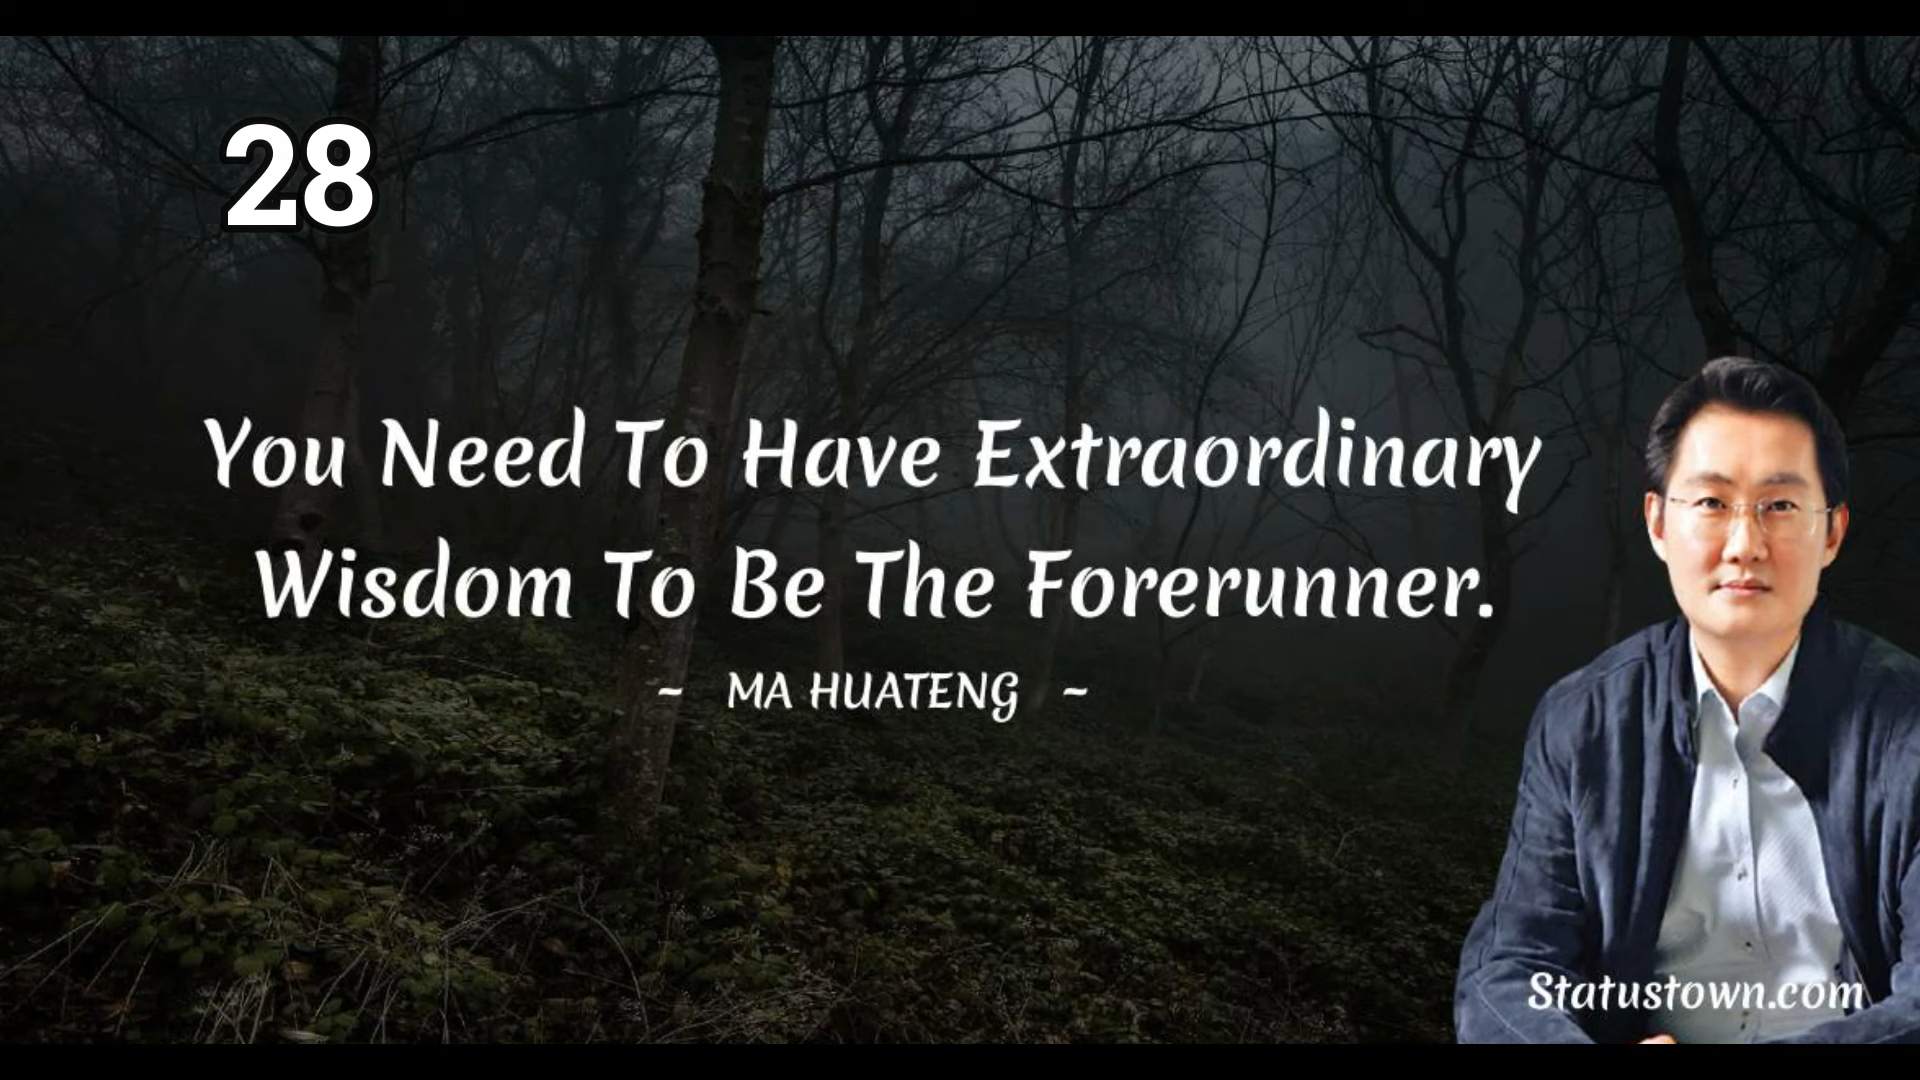 28
You Need To Have Extraordinary
Wisdom To Be The Forerunner.
~ MA HUATENG ~
Statustown.com